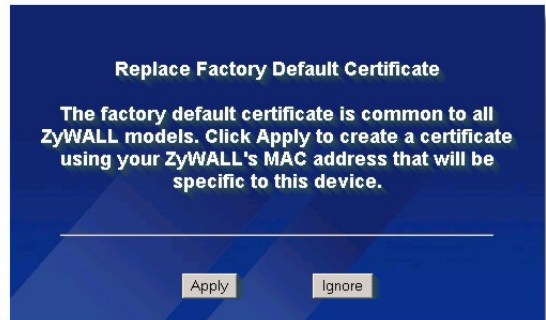 Replace Factory Default Certificate
The factory default certificate is common to all
ZyWALL models. Click Apply to create a certificate
using your ZyWALL's MAC address that will be
specific to this device.
Apply Ignore